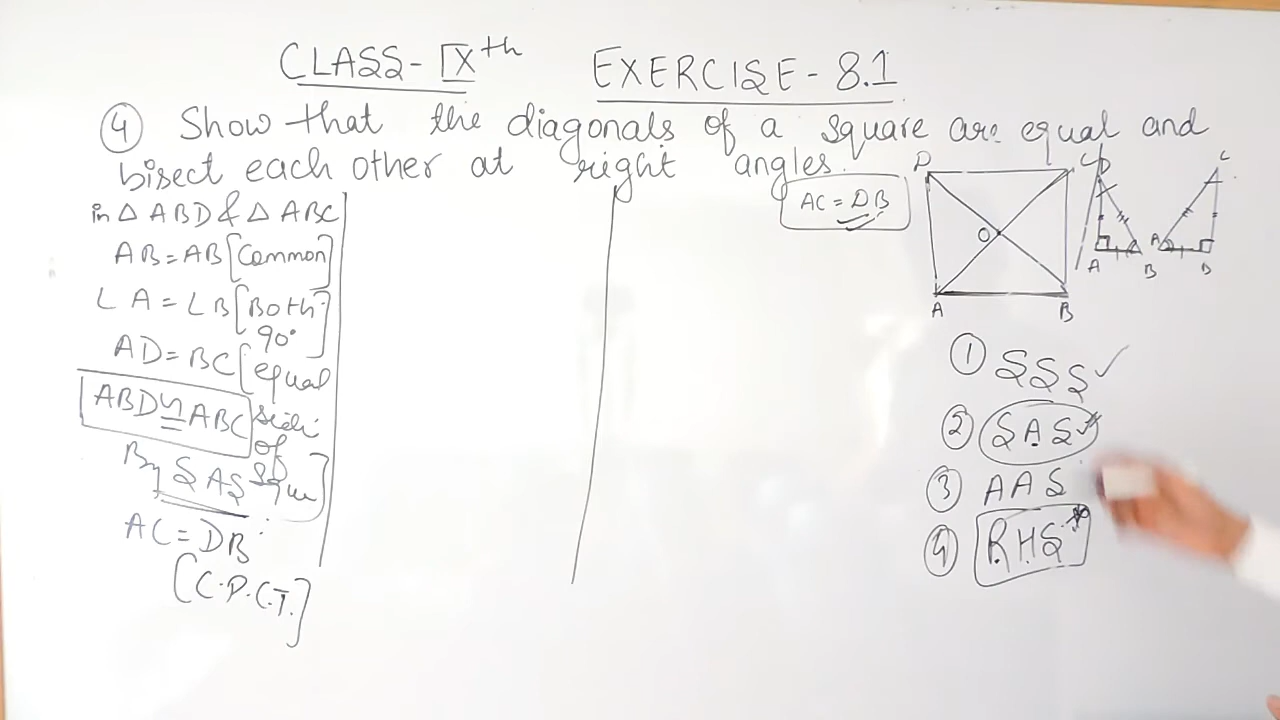 CLASS - IXth EXERCISE - 8.1
④ Show that the diagonals of a square are equal and
bisect each other at right angles.
in △ ABD & △ ABC
AB = AB [Common]
∠A = ∠B [Both 90°]
AD = BC [equal
ABD ≅ ABC
of
By SAS
AC = DB
[C.P.C.T.]
AC = DB
D C
O
A B
D
A B
C
A B
① SSS ✓
② SAS
③ AAS
④ RHS